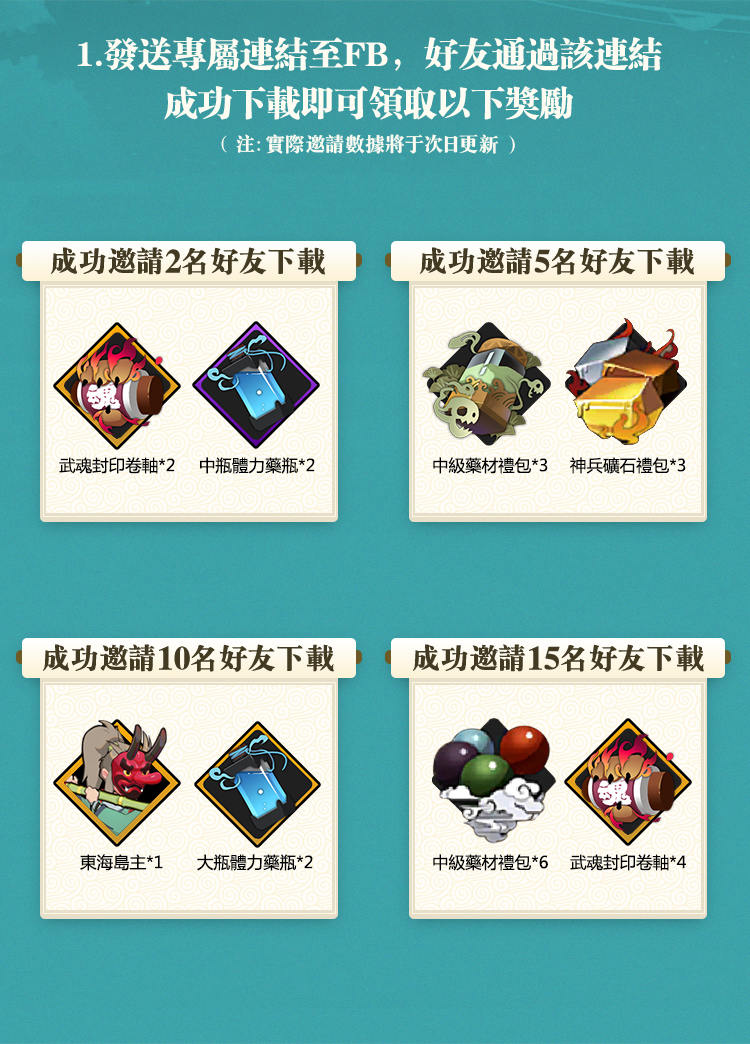 1.發送專屬連結至FB，好友通過該連結
成功下載即可領取以下獎勵
（ 注: 實際邀請數據將于次日更新 ）
成功邀請2名好友下載
成功邀請5名好友下載
魂
武魂封印卷軸*2
中瓶體力藥瓶*2
中級藥材禮包*3
神兵礦石禮包*3
成功邀請10名好友下載
成功邀請15名好友下載
魂
東海島主*1
大瓶體力藥瓶*2
中級藥材禮包*6
武魂封印卷軸*4